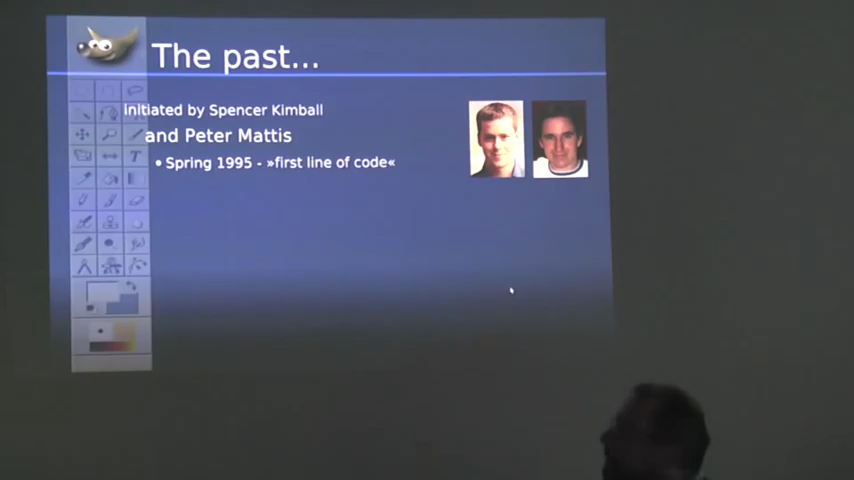 The past...
Initiated by Spencer Kimball
and Peter Mattis
• Spring 1995 - »first line of code«